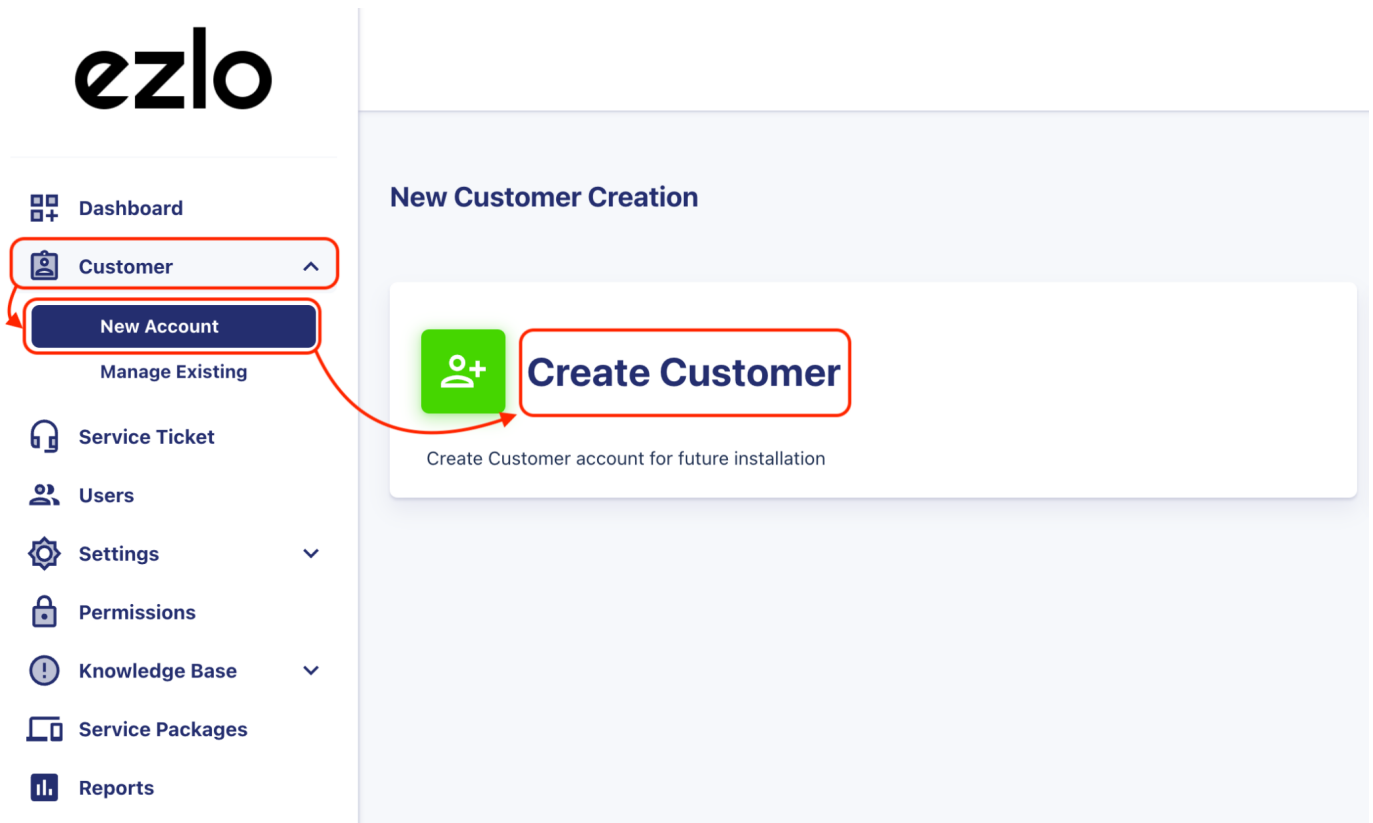 ezlo
Dashboard
Customer
New Account
Manage Existing
Service Ticket
Users
Settings
Permissions
Knowledge Base
Service Packages
Reports
New Customer Creation
Create Customer
Create Customer account for future installation